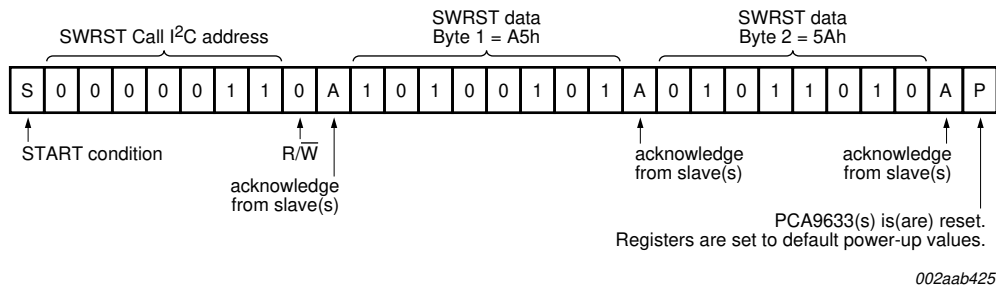 SWRST Call I2C address
SWRST data
Byte 1 = A5h
SWRST data
Byte 2 = 5Ah
S 0 0 0 0 0 1 1 0 A 1 0 1 0 0 1 0 1 A 0 1 0 1 1 0 1 0 A P
START condition
R/W̅
acknowledge
from slave(s)
acknowledge
from slave(s)
acknowledge
from slave(s)
PCA9633(s) is(are) reset.
Registers are set to default power-up values.
002aab425